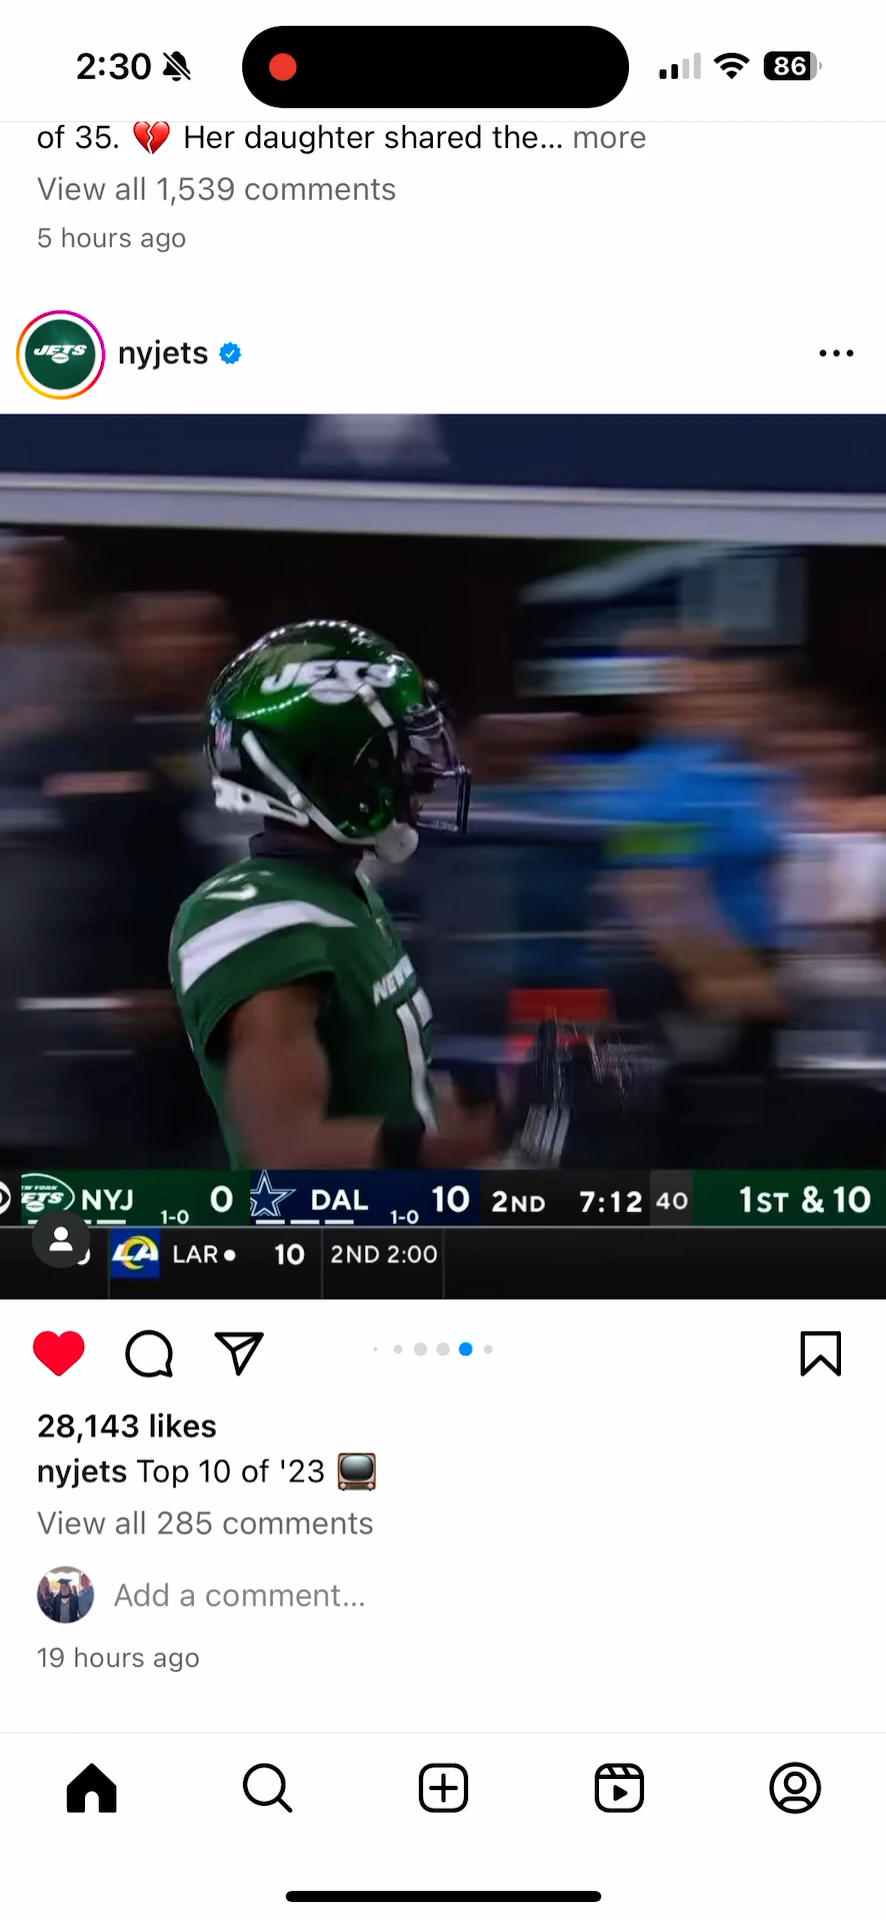 2:30
86
of 35. 💔 Her daughter shared the... more
View all 1,539 comments
5 hours ago
JETS
nyjets
JETS
NYJ 1-0 0 DAL 1-0 10 2ND 7:12 40 1ST & 10
LA LAR 10 2ND 2:00
28,143 likes
nyjets Top 10 of '23 📺
View all 285 comments
Add a comment...
19 hours ago